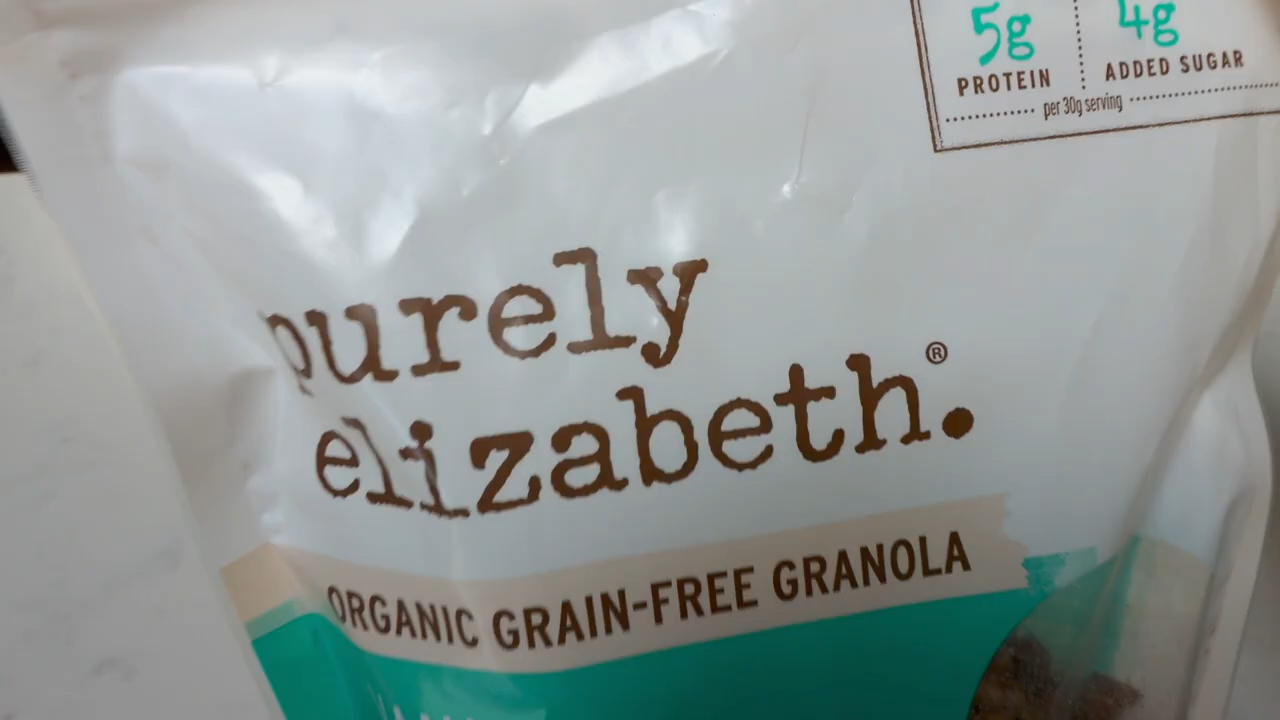 5g
PROTEIN
4g
ADDED SUGAR
per 30g serving
purely
elizabeth.®
ORGANIC GRAIN-FREE GRANOLA